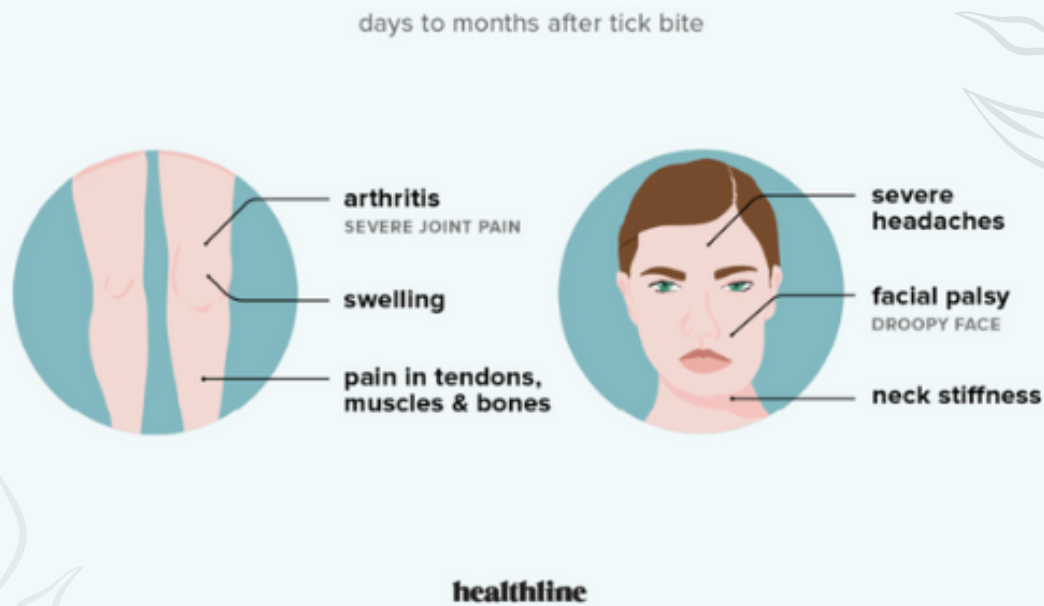 days to months after tick bite
arthritis
SEVERE JOINT PAIN
swelling
pain in tendons,
muscles & bones
severe
headaches
facial palsy
DROOPY FACE
neck stiffness
healthline